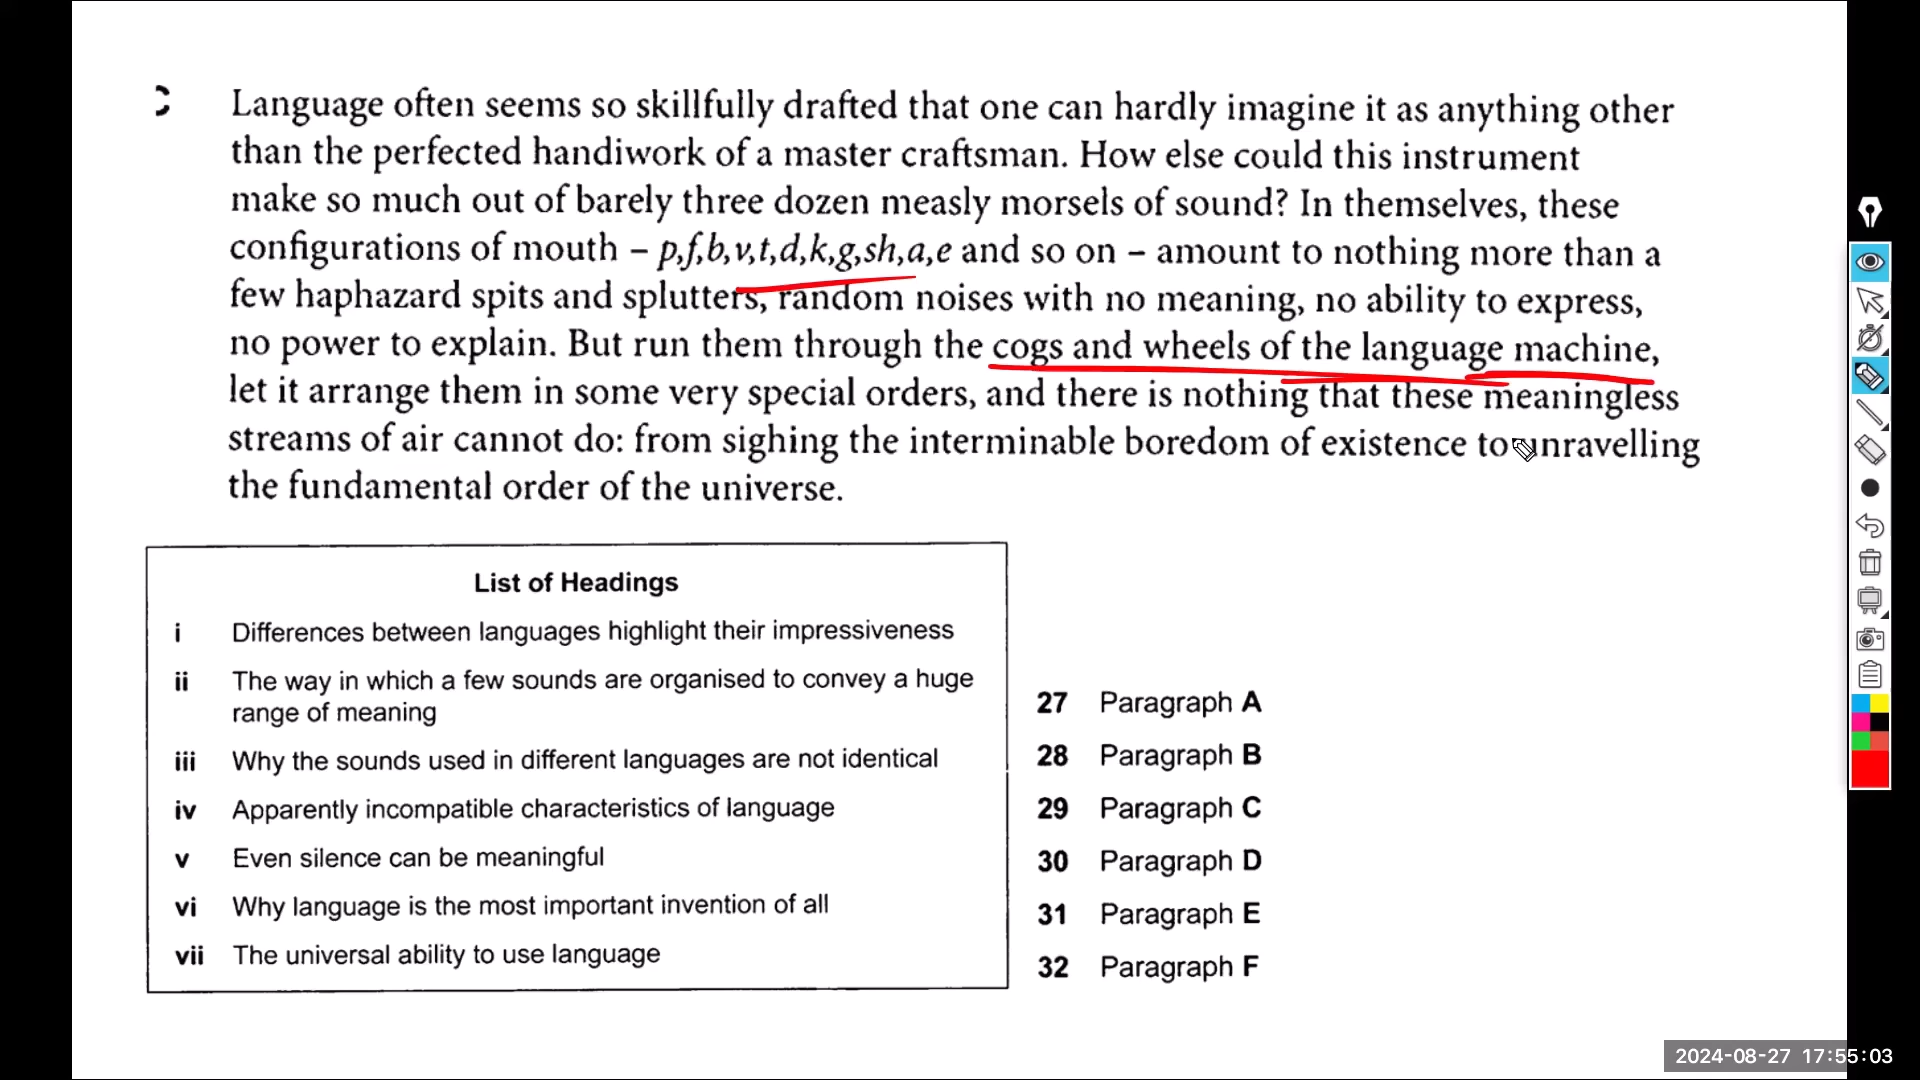 C Language often seems so skillfully drafted that one can hardly imagine it as anything other
than the perfected handiwork of a master craftsman. How else could this instrument
make so much out of barely three dozen measly morsels of sound? In themselves, these
configurations of mouth – p,f,b,v,t,d,k,g,sh,a,e and so on – amount to nothing more than a
few haphazard spits and splutters, random noises with no meaning, no ability to express,
no power to explain. But run them through the cogs and wheels of the language machine,
let it arrange them in some very special orders, and there is nothing that these meaningless
streams of air cannot do: from sighing the interminable boredom of existence to unravelling
the fundamental order of the universe.
List of Headings
i Differences between languages highlight their impressiveness
ii The way in which a few sounds are organised to convey a huge
range of meaning
iii Why the sounds used in different languages are not identical
iv Apparently incompatible characteristics of language
v Even silence can be meaningful
vi Why language is the most important invention of all
vii The universal ability to use language
27 Paragraph A
28 Paragraph B
29 Paragraph C
30 Paragraph D
31 Paragraph E
32 Paragraph F
2024-08-27 17:55:03